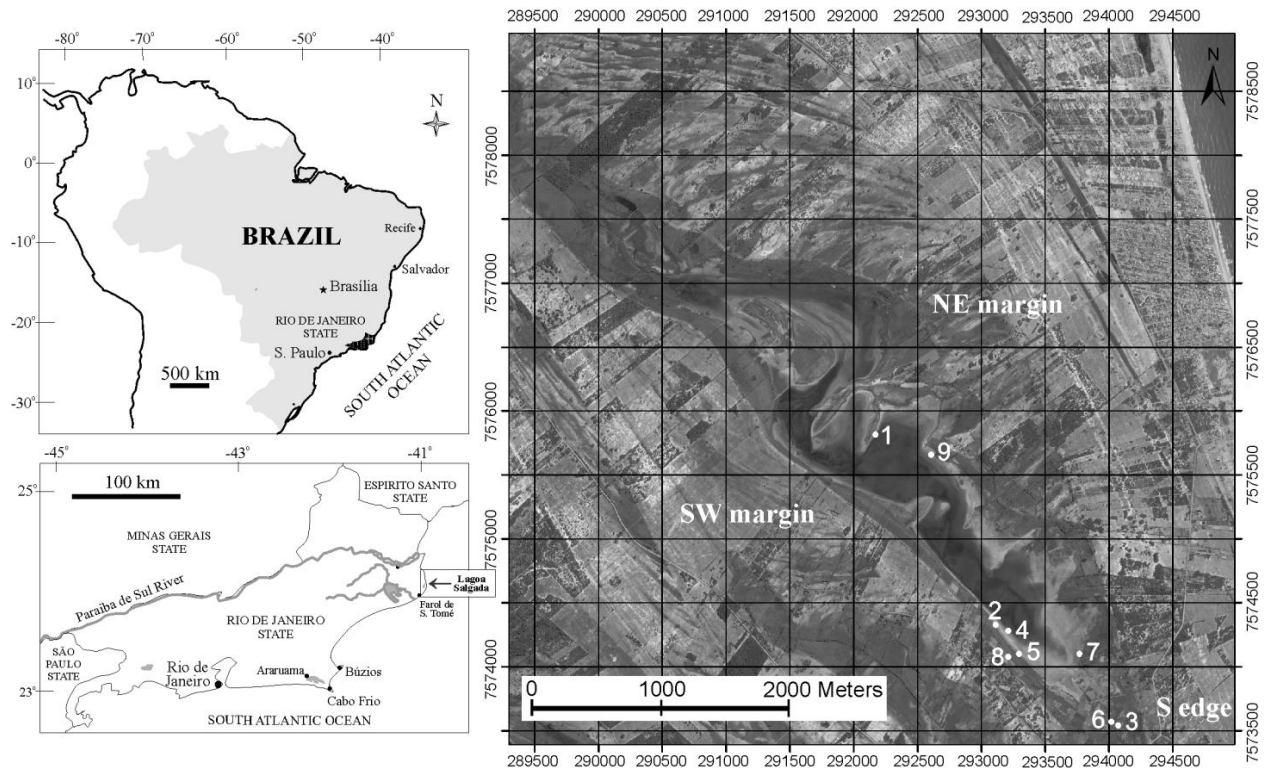 -80° -70° -60° -50° -40°
10°
0°
-10°
-20°
-30°
N
BRAZIL
Recife
Salvador
Brasília
RIO DE JANEIRO
STATE
S. Paulo
500 km
SOUTH ATLANTIC
OCEAN
-45° -43° -41°
25°
23°
100 km
ESPIRITO SANTO
STATE
MINAS GERAIS
STATE
Paraiba de Sul River
Lagoa
Salgada
Farol de
S. Tomé
RIO DE JANEIRO
STATE
SÃO
PAULO
STATE
Rio de
Janeiro
Araruama
Búzios
Cabo Frio
SOUTH ATLANTIC OCEAN
289500 290000 290500 291000 291500 292000 292500 293000 293500 294000 294500
N
7578000
7577000
7576000
7575000
7574000
7578500
7577500
7576500
7575500
7574500
7573500
NE margin
1
9
SW margin
2
4
8 5 7
S edge
6 3
0 1000 2000 Meters
289500 290000 290500 291000 291500 292000 292500 293000 293500 294000 294500